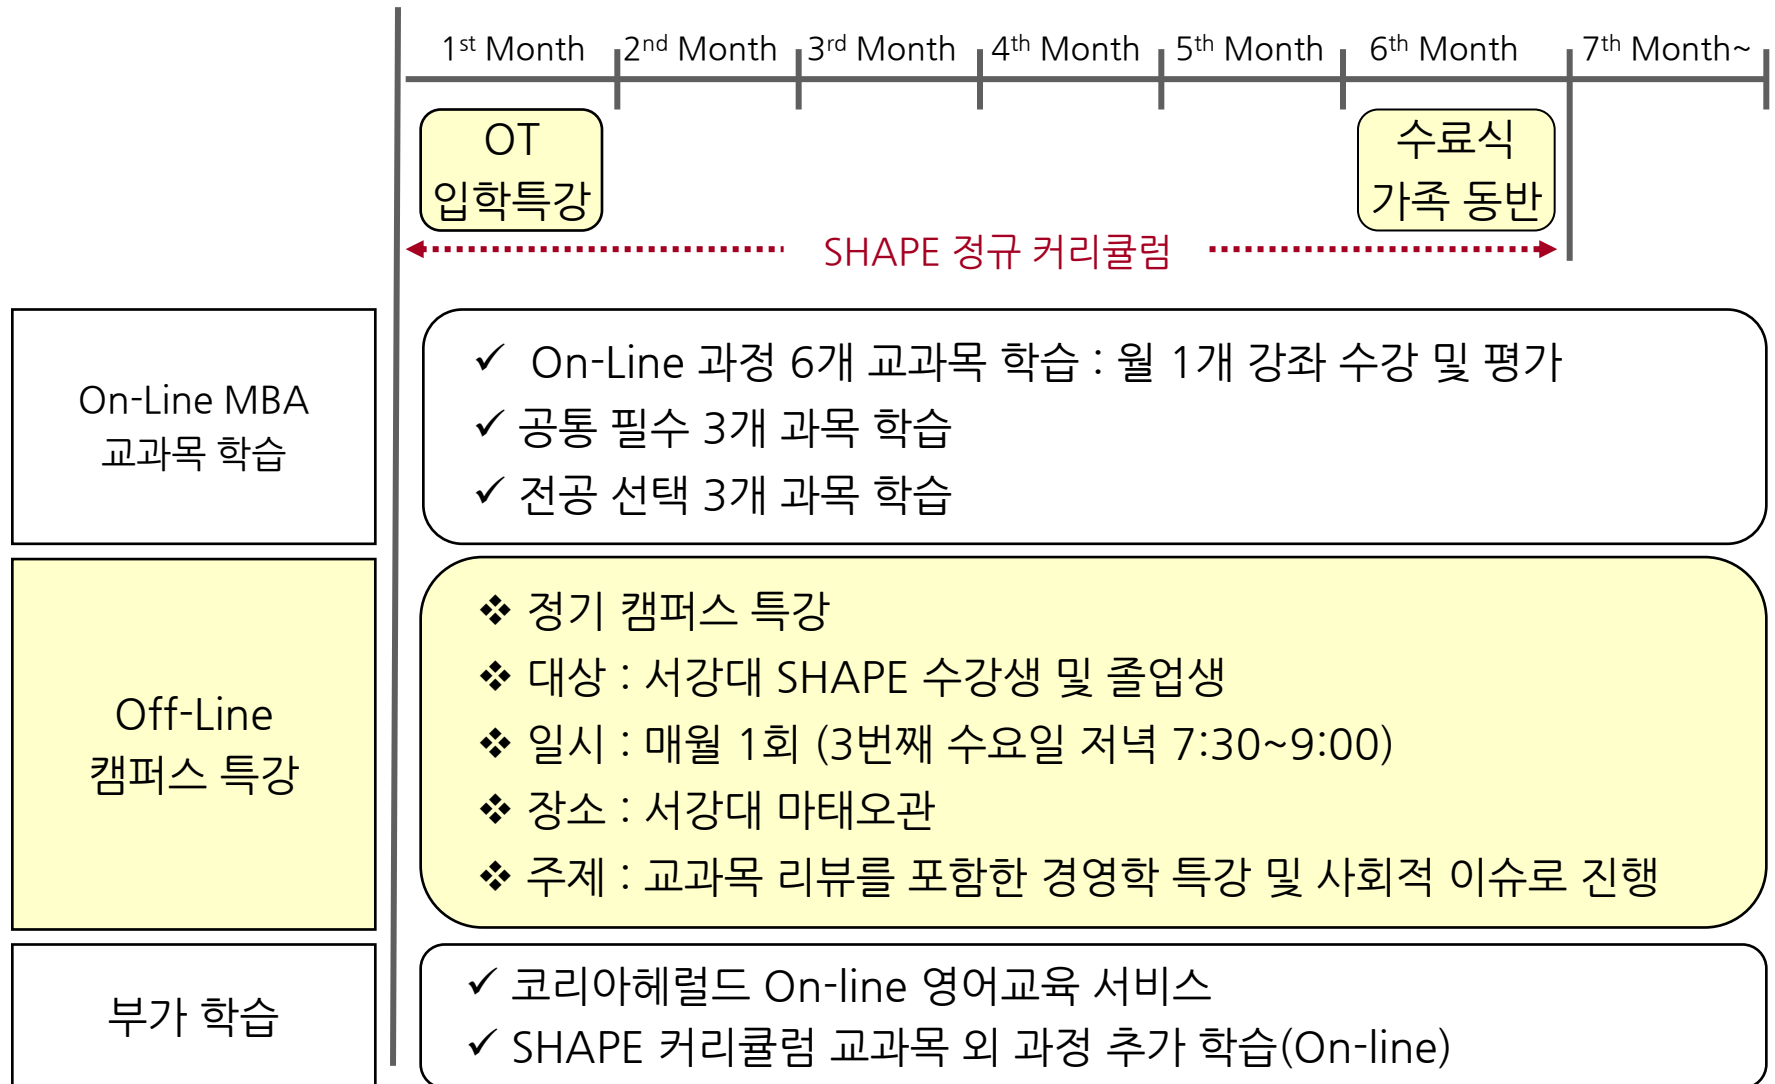 1st Month 2nd Month 3rd Month 4th Month 5th Month 6th Month 7th Month~
OT
입학특강
수료식
가족 동반
SHAPE 정규 커리큘럼
On-Line MBA
교과목 학습
✓ On-Line 과정 6개 교과목 학습 : 월 1개 강좌 수강 및 평가
✓ 공통 필수 3개 과목 학습
✓ 전공 선택 3개 과목 학습
Off-Line
캠퍼스 특강
❖ 정기 캠퍼스 특강
❖ 대상 : 서강대 SHAPE 수강생 및 졸업생
❖ 일시 : 매월 1회 (3번째 수요일 저녁 7:30~9:00)
❖ 장소 : 서강대 마태오관
❖ 주제 : 교과목 리뷰를 포함한 경영학 특강 및 사회적 이슈로 진행
부가 학습
✓ 코리아헤럴드 On-line 영어교육 서비스
✓ SHAPE 커리큘럼 교과목 외 과정 추가 학습(On-line)